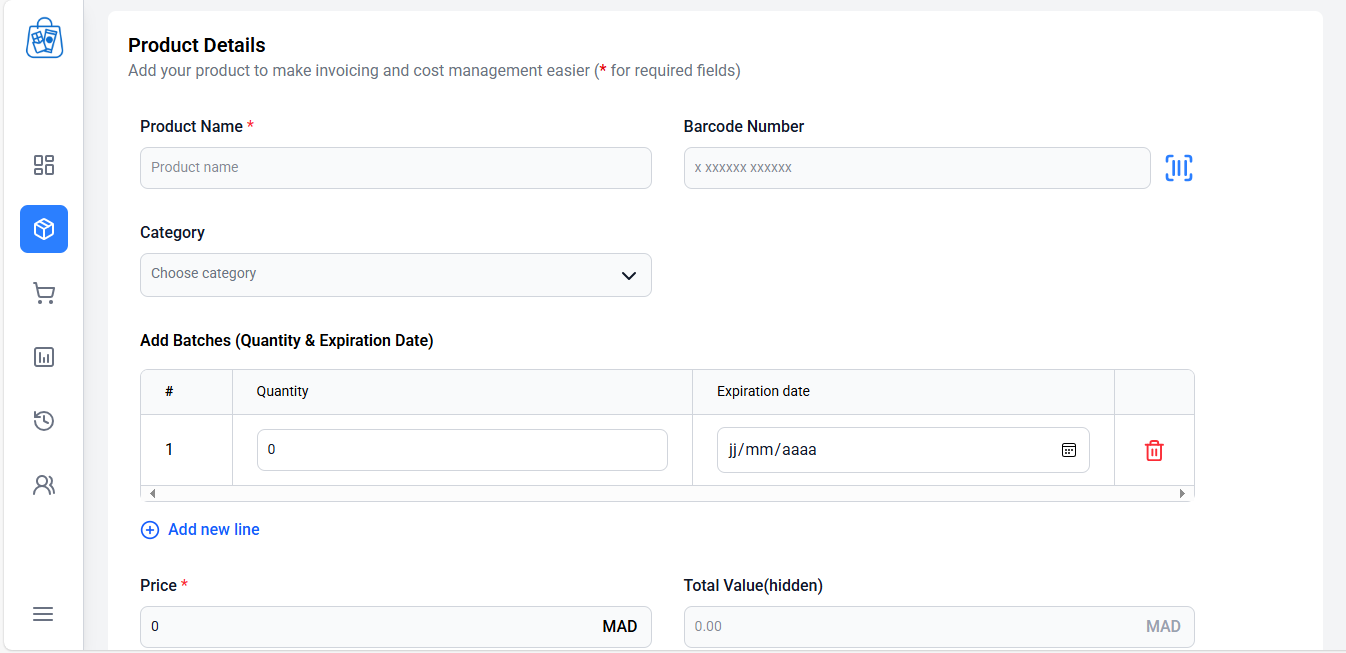 Product Details
Add your product to make invoicing and cost management easier (* for required fields)
Product Name * Barcode Number
Product name x xxxxxx xxxxxx
Category
Choose category
Add Batches (Quantity & Expiration Date)
# Quantity Expiration date
1 0 jj/mm/aaaa
Add new line
Price * Total Value(hidden)
0 MAD 0.00 MAD